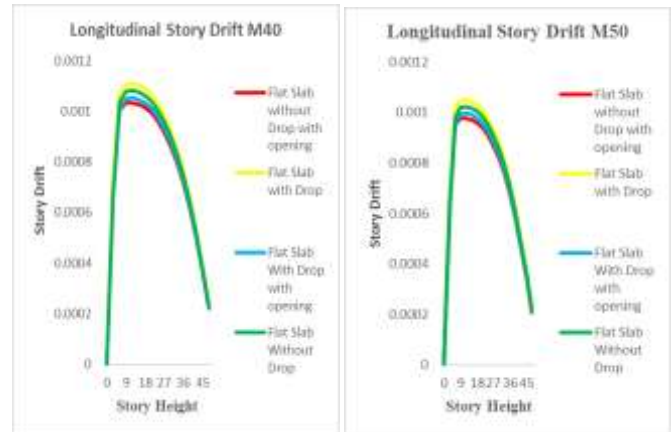 Longitudinal Story Drift M40
0.0012
0.001
0.0008
0.0006
0.0004
0.0002
0
Story Drift
0 9 18 27 36 45
Story Height
Flat Slab
without
Drop with
opening
Flat Slab
with Drop
Flat Slab
With Drop
with
opening
Flat Slab
Without
Drop
Longitudinal Story Drift M50
0.0012
0.001
0.0008
0.0006
0.0004
0.0002
0
Story Drift
0 9 18 27 36 45
Story Height
Flat Slab
without
Drop with
opening
Flat Slab
with Drop
Flat Slab
With Drop
with
opening
Flat Slab
Without
Drop